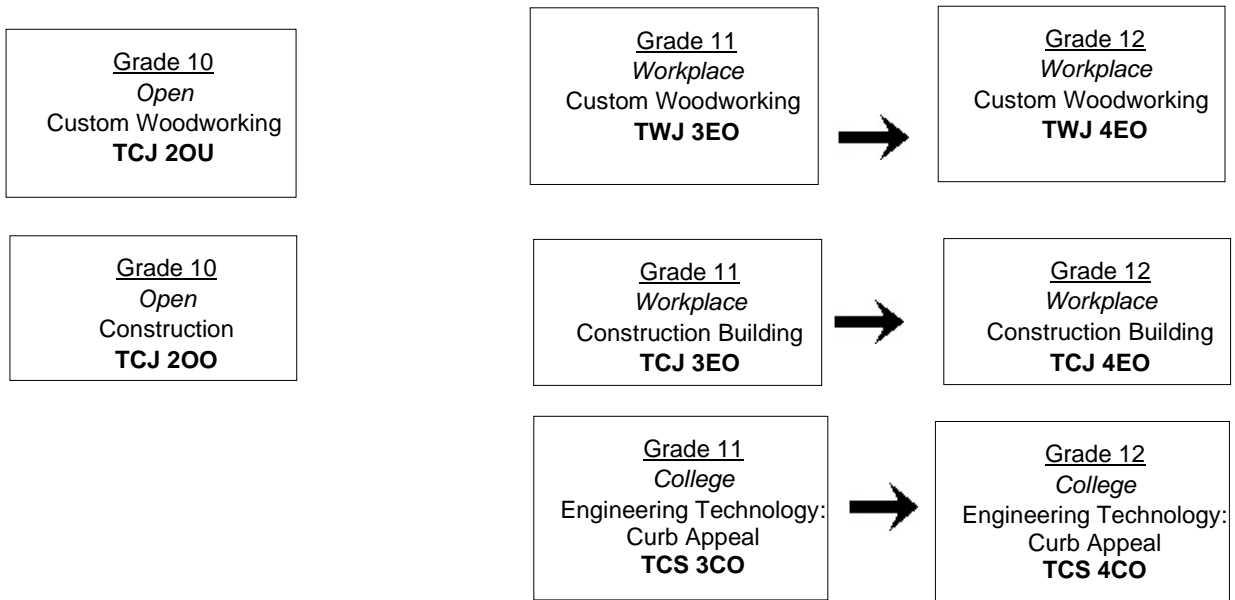 Grade 10
Open
Custom Woodworking
TCJ 2OU
Grade 11
Workplace
Custom Woodworking
TWJ 3EO
Grade 12
Workplace
Custom Woodworking
TWJ 4EO
Grade 10
Open
Construction
TCJ 2OO
Grade 11
Workplace
Construction Building
TCJ 3EO
Grade 12
Workplace
Construction Building
TCJ 4EO
Grade 11
College
Engineering Technology:
Curb Appeal
TCS 3CO
Grade 12
College
Engineering Technology:
Curb Appeal
TCS 4CO